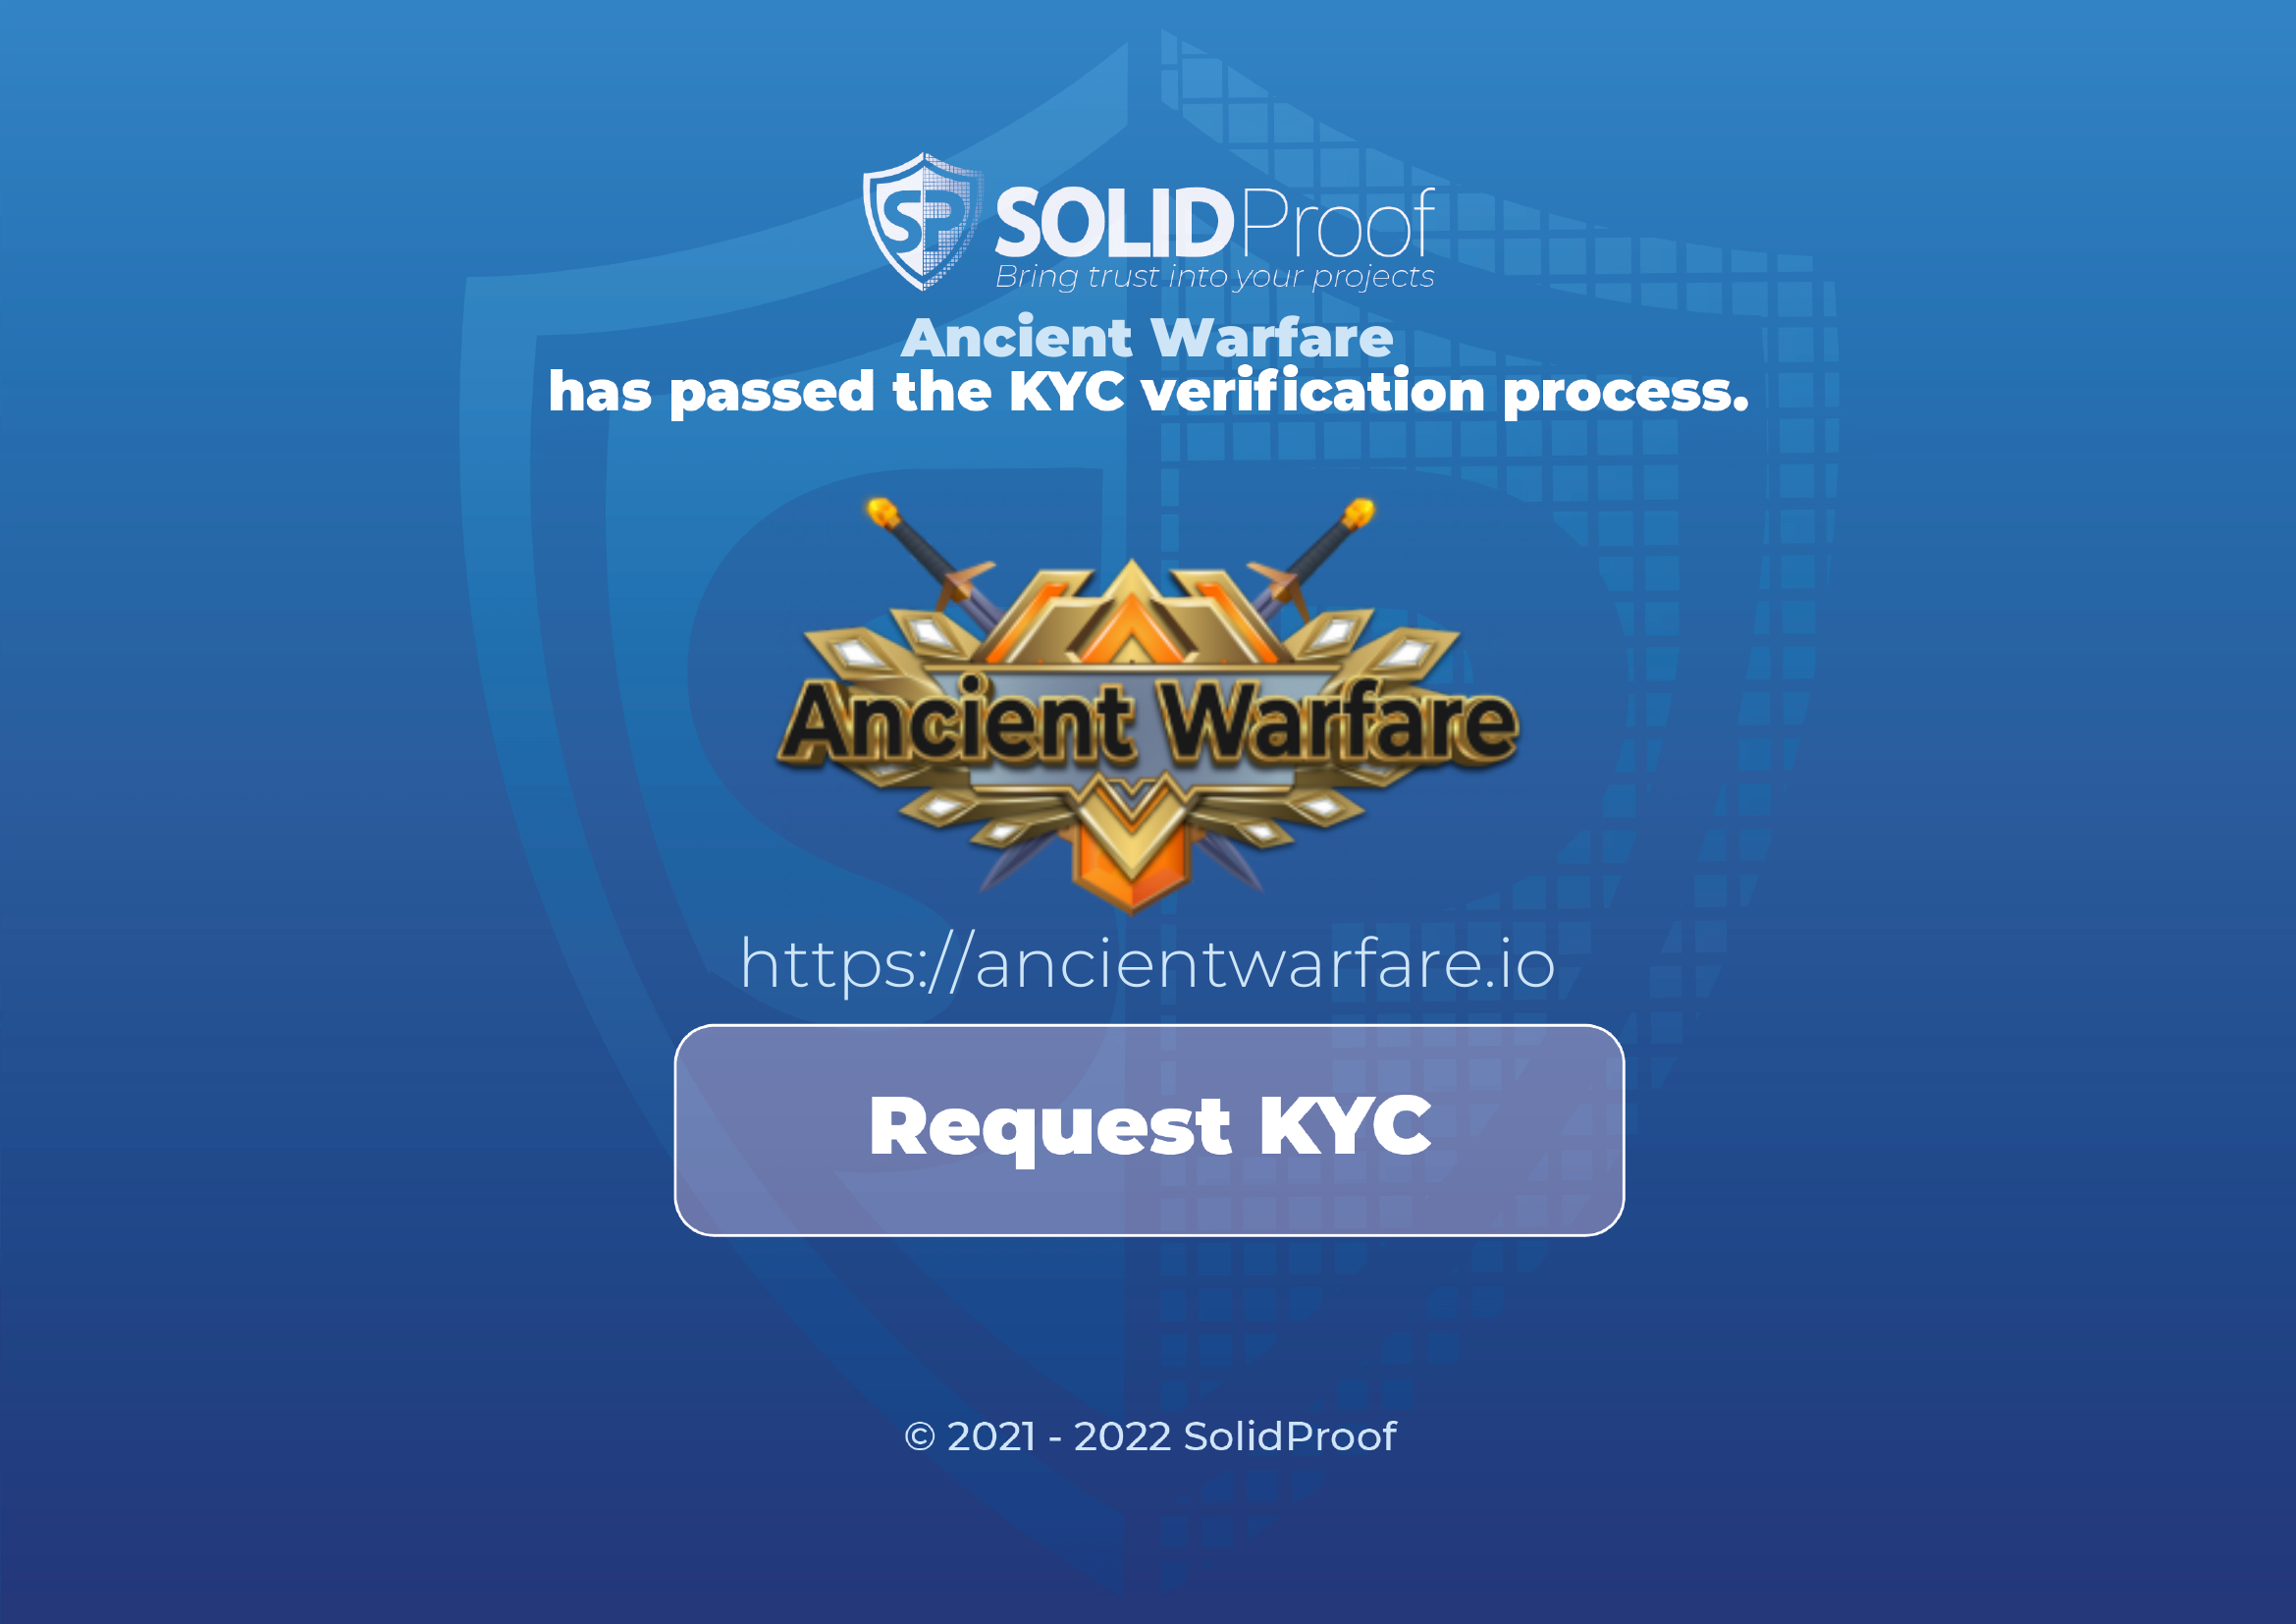 SP SOLIDProof
Bring trust into your projects
Ancient Warfare
has passed the KYC verification process.
Ancient Warfare
https://ancientwarfare.io
Request KYC
© 2021 - 2022 SolidProof